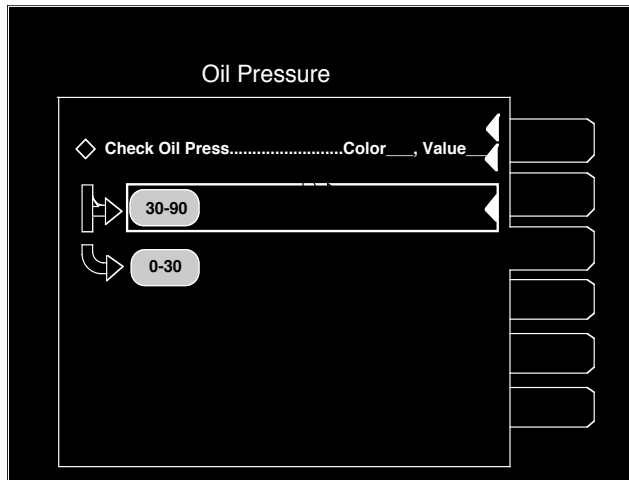 Oil Pressure
Check Oil Press........................Color___, Value___
30-90
0-30